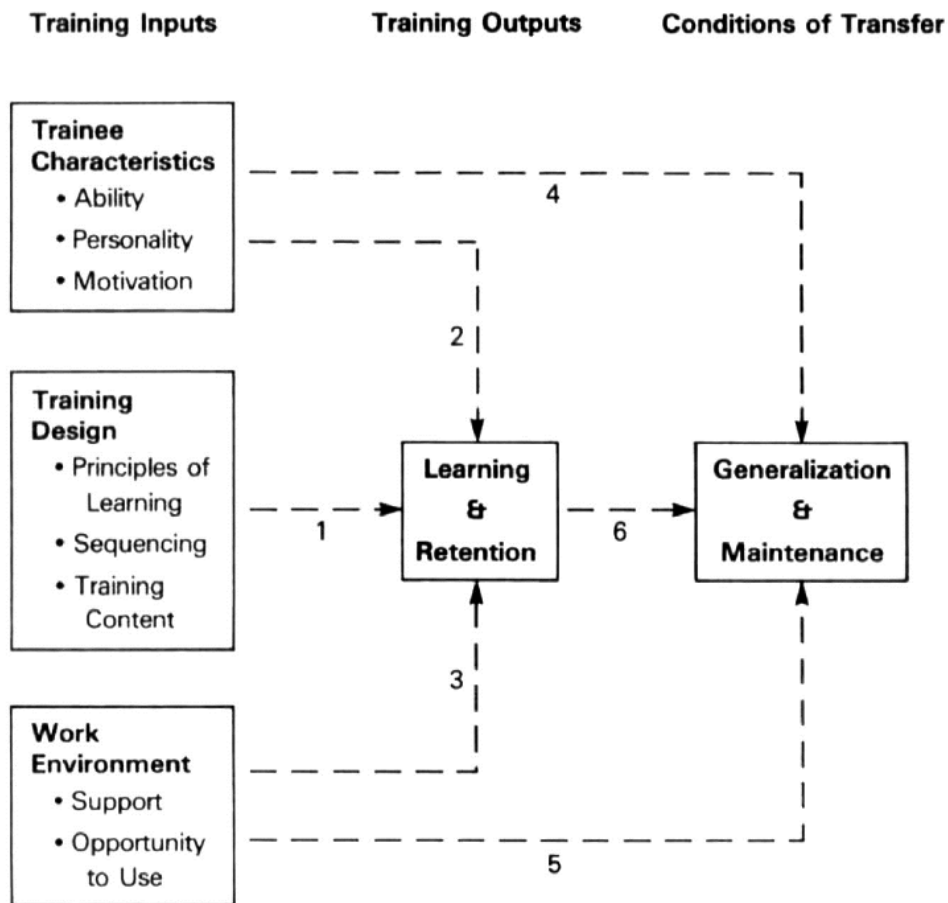 Training Inputs
Training Outputs
Conditions of Transfer
Trainee
Characteristics
• Ability
• Personality
• Motivation
4
2
Training
Design
• Principles of
Learning
• Sequencing
• Training
Content
1
Learning
&
Retention
6
Generalization
&
Maintenance
3
Work
Environment
• Support
• Opportunity
to Use
5